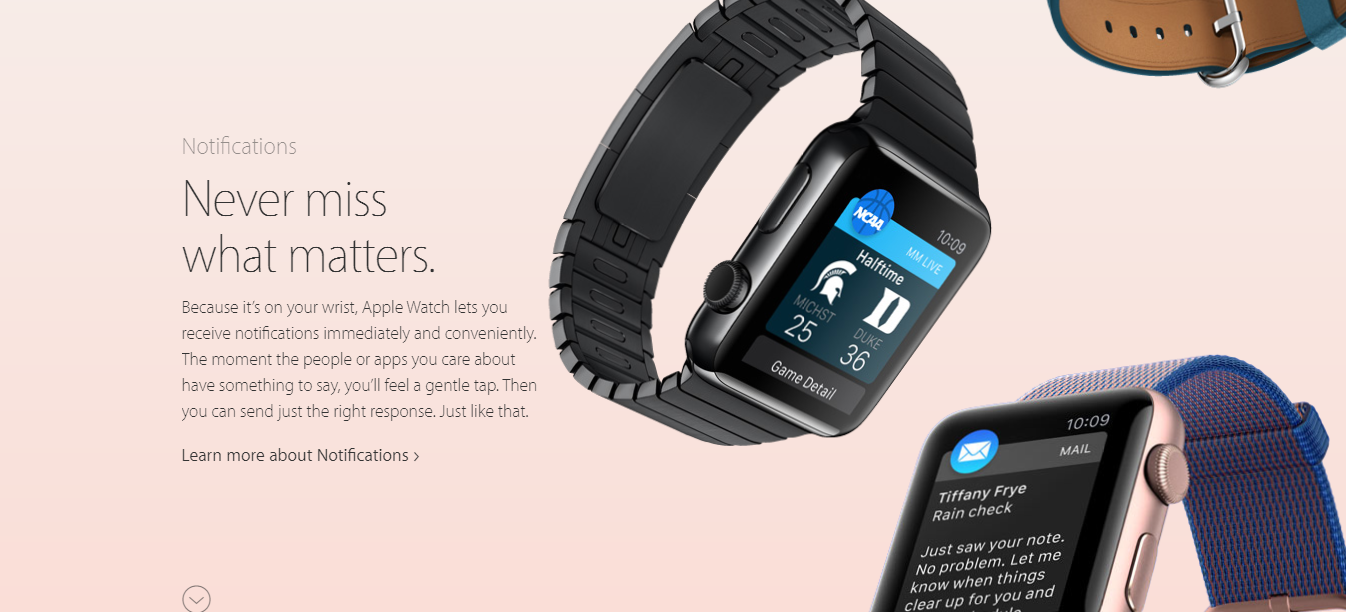 Notifications
Never miss
what matters.
Because it’s on your wrist, Apple Watch lets you
receive notifications immediately and conveniently.
The moment the people or apps you care about
have something to say, you’ll feel a gentle tap. Then
you can send just the right response. Just like that.
Learn more about Notifications ›
NCAA
10:09
MM LIVE
Halftime
D
MICHST
DUKE
25
36
Game Detail
10:09
MAIL
Tiffany Frye
Rain check
Just saw your note.
No problem. Let me
know when things
clear up for you and